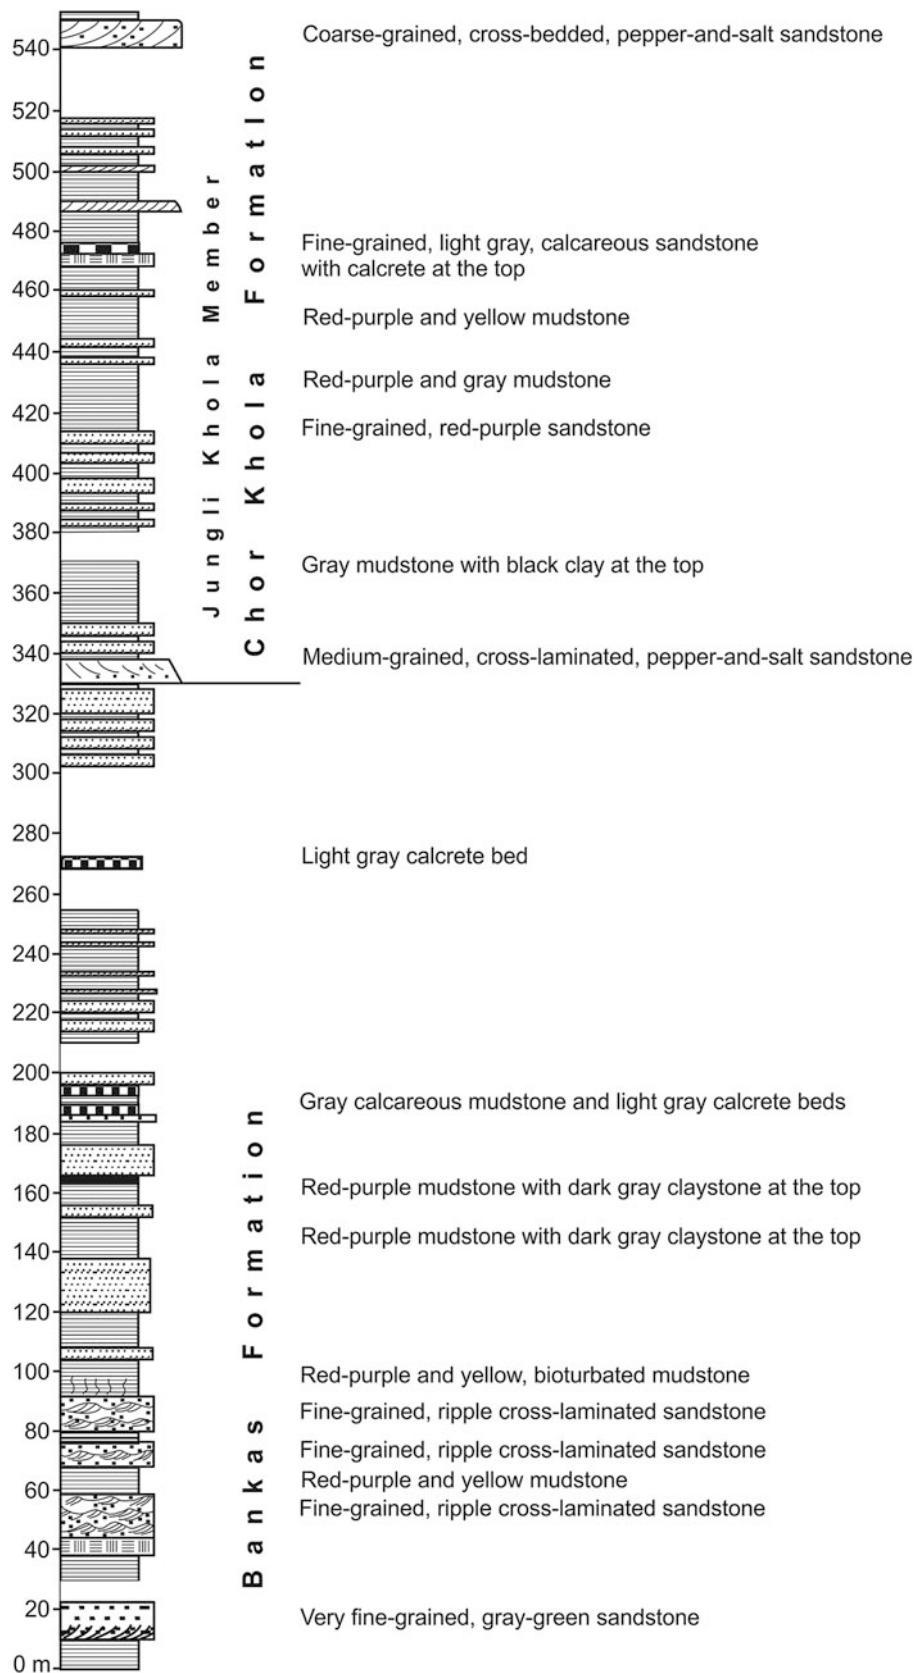 540
Coarse-grained, cross-bedded, pepper-and-salt sandstone
520
500
480
Fine-grained, light gray, calcareous sandstone
with calcrete at the top
460
Red-purple and yellow mudstone
440
Red-purple and gray mudstone
420
Fine-grained, red-purple sandstone
400
380
Jungli Khola Member
Chor Khola Formation
Gray mudstone with black clay at the top
360
340
Medium-grained, cross-laminated, pepper-and-salt sandstone
320
300
280
Light gray calcrete bed
260
240
220
200
Gray calcareous mudstone and light gray calcrete beds
180
Red-purple mudstone with dark gray claystone at the top
160
Red-purple mudstone with dark gray claystone at the top
140
120
Bankas Formation
100
Red-purple and yellow, bioturbated mudstone
Fine-grained, ripple cross-laminated sandstone
80
Fine-grained, ripple cross-laminated sandstone
Red-purple and yellow mudstone
60
Fine-grained, ripple cross-laminated sandstone
40
20
Very fine-grained, gray-green sandstone
0 m